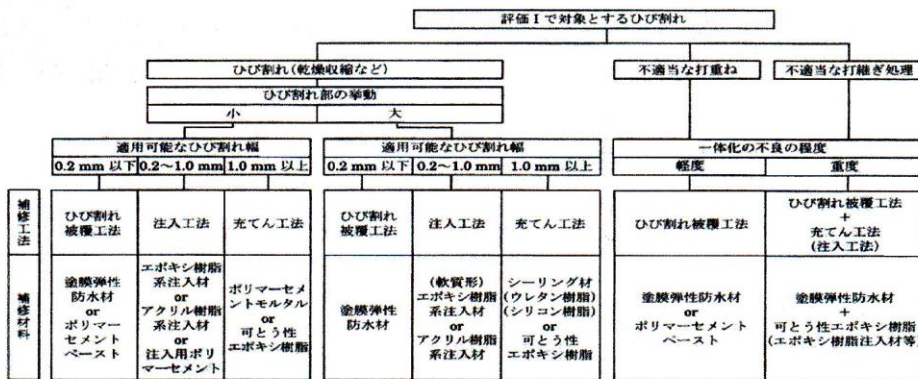 評価Ⅰで対象とするひび割れ
ひび割れ(乾燥収縮など)
不適当な打重ね
不適当な打継ぎ処理
ひび割れ部の挙動
小
大
適用可能なひび割れ幅
0.2 mm 以下
0.2～1.0 mm
1.0 mm 以上
適用可能なひび割れ幅
0.2 mm 以下
0.2～1.0 mm
1.0 mm 以上
一体化の不良の程度
軽度
重度
補修工法
ひび割れ
被覆工法
注入工法
充てん工法
ひび割れ
被覆工法
注入工法
充てん工法
ひび割れ被覆工法
ひび割れ被覆工法
+
充てん工法
(注入工法)
補修材料
塗膜弾性
防水材
or
ポリマー
セメント
ペースト
エポキシ樹脂
系注入材
or
アクリル樹脂
系注入材
or
注入用ポリ
マーセメント
ポリマーセメ
ントモルタル
or
可とう性
エポキシ樹脂
塗膜弾性
防水材
(軟質形)
エポキシ樹脂
系注入材
or
アクリル樹脂
系注入材
シーリング材
(ウレタン樹脂)
(シリコン樹脂)
or
可とう性
エポキシ樹脂
塗膜弾性防水材
or
ポリマーセメント
ペースト
塗膜弾性防水材
+
可とう性エポキシ樹脂
(エポキシ樹脂注入材等)